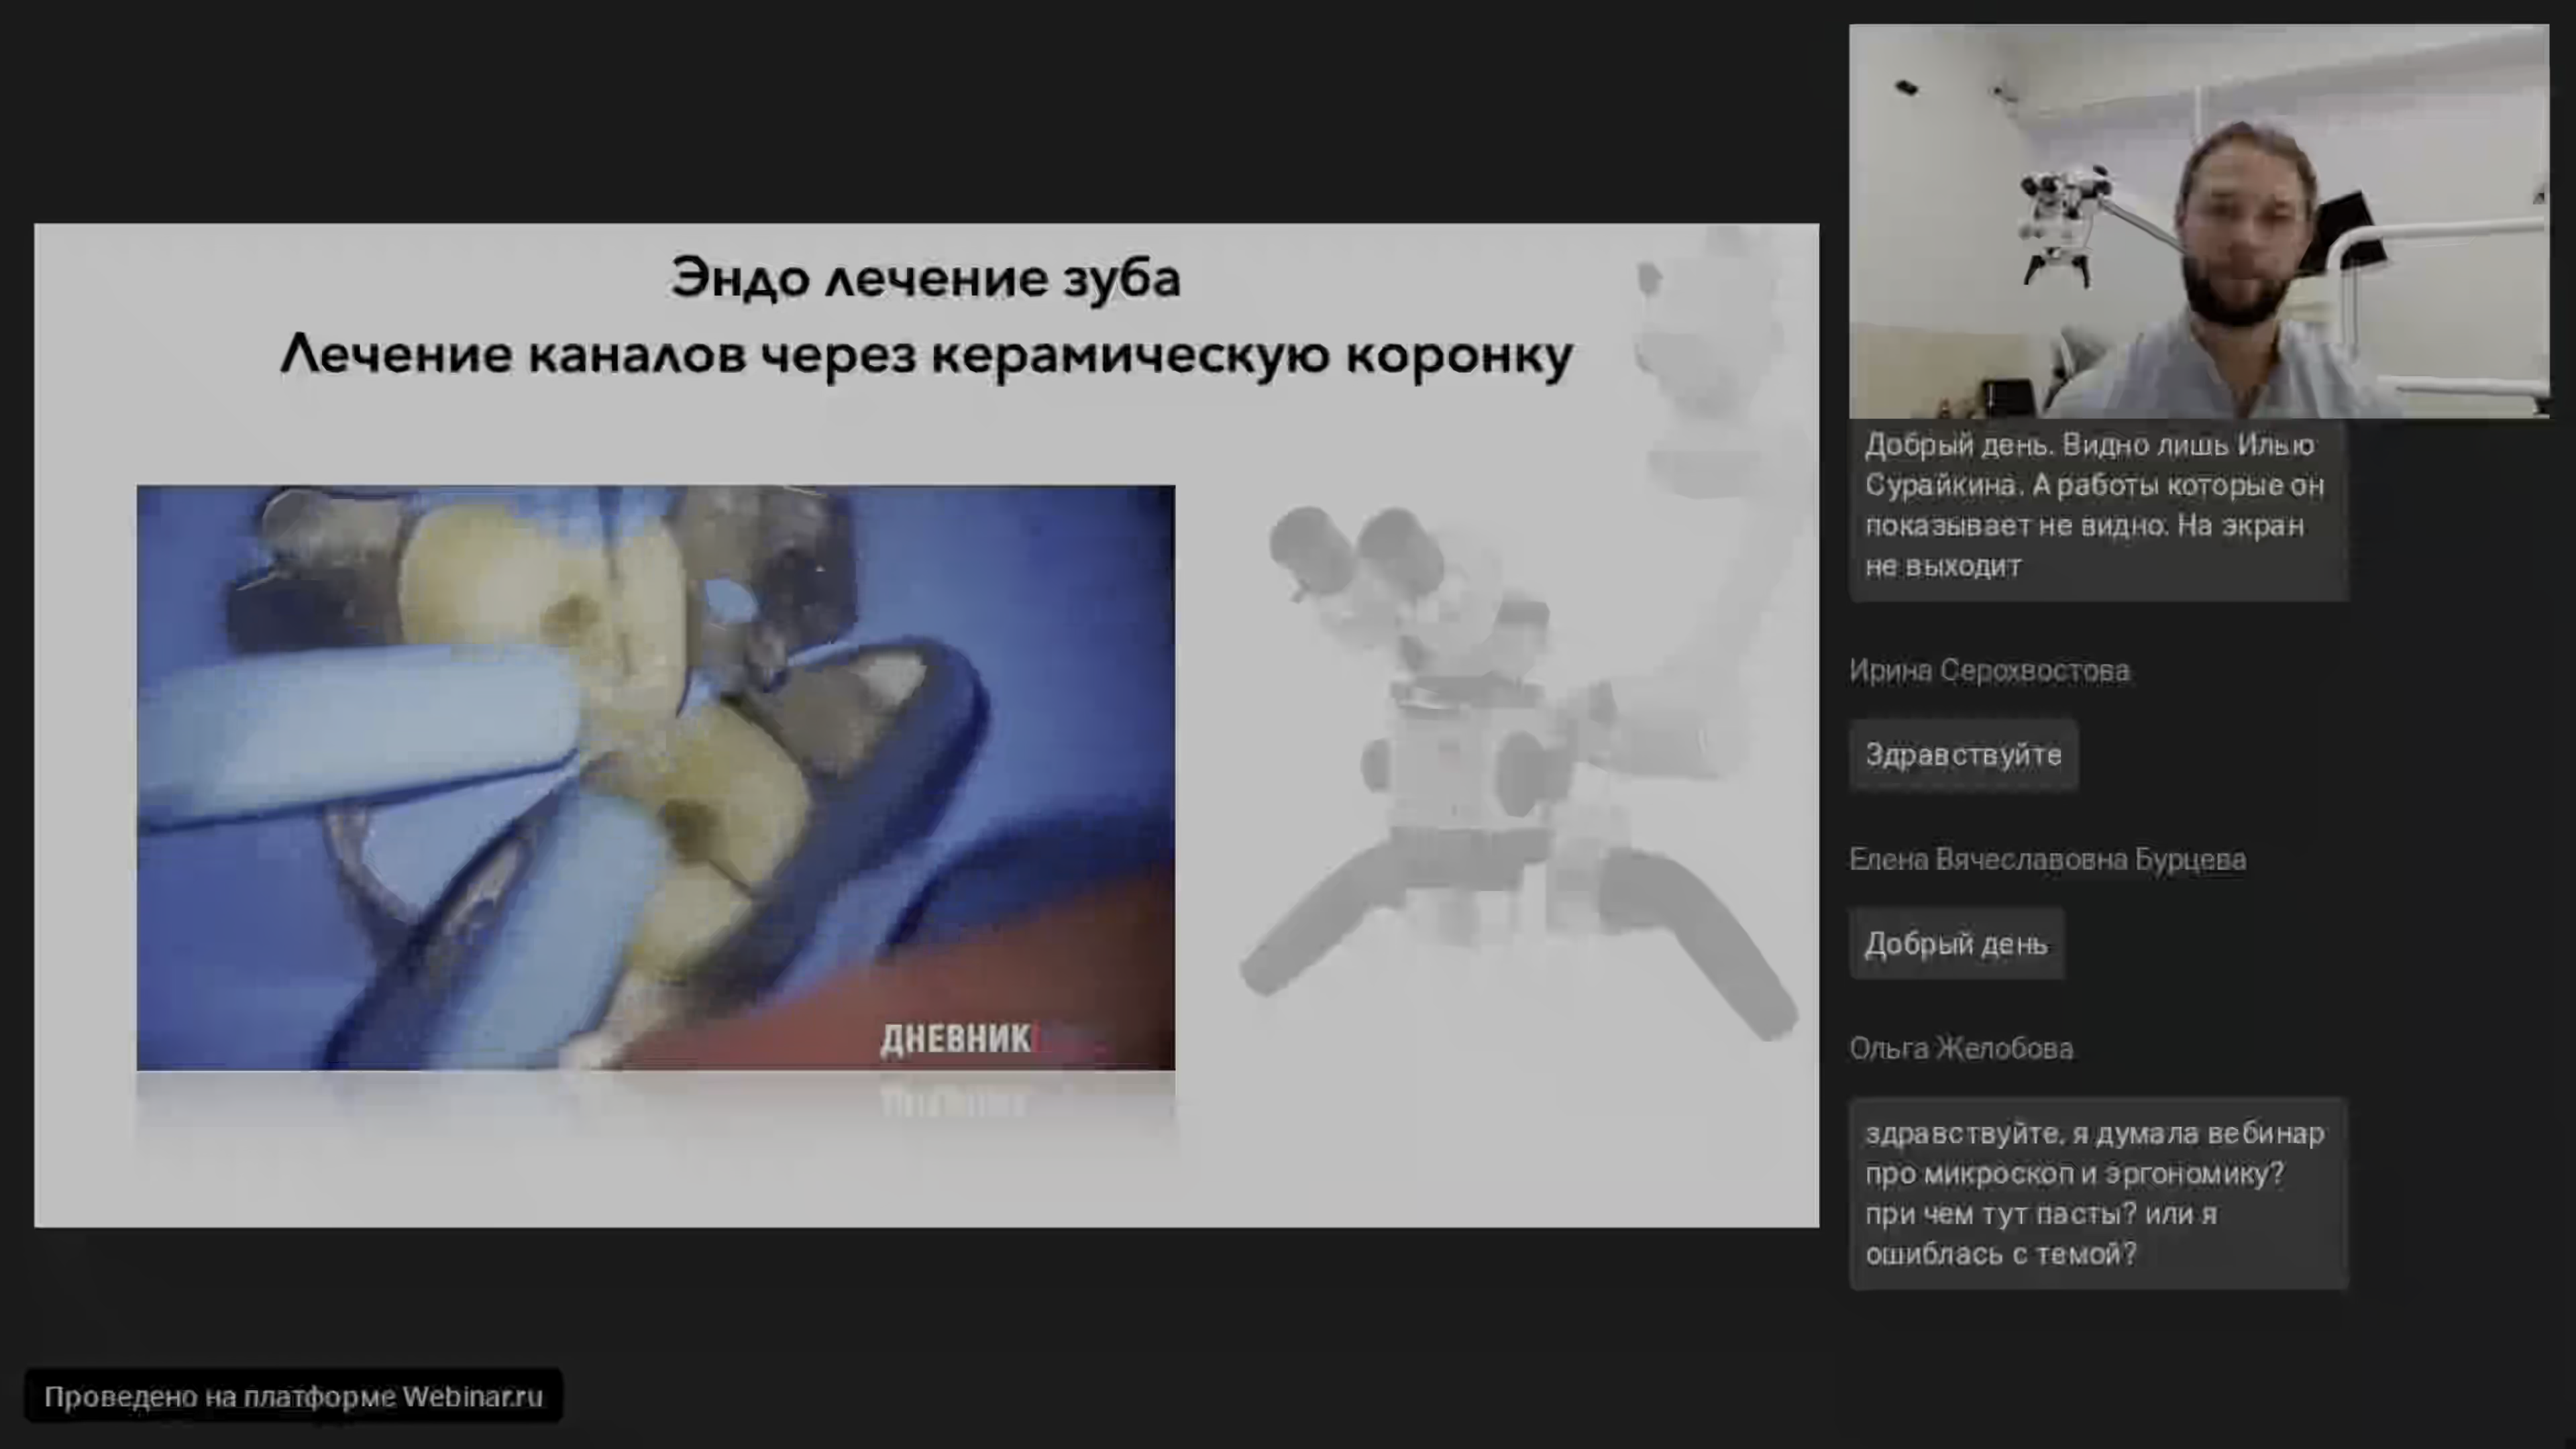 Эндо лечение зуба
Лечение каналов через керамическую коронку
ДНЕВНИК
Добрый день. Видно лишь Илью
Сурайкина. А работы которые он
показывает не видно. На экран
не выходит
Ирина Серохвостова
Здравствуйте
Елена Вячеславовна Бурцева
Добрый день
Ольга Желобова
здравствуйте, я думала вебинар
про микроскоп и эргономику?
при чем тут пасты? или я
ошиблась с темой?
Проведено на платформе Webinar.ru